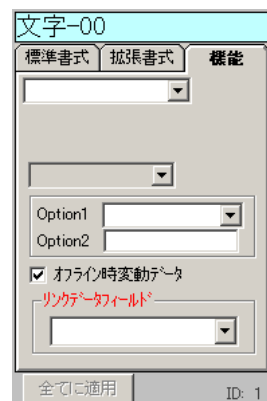 文字-00
標準書式 拡張書式 機能
Option1
Option2
オフライン時変動データ
リンクデータフィールド
全てに適用 ID: 1